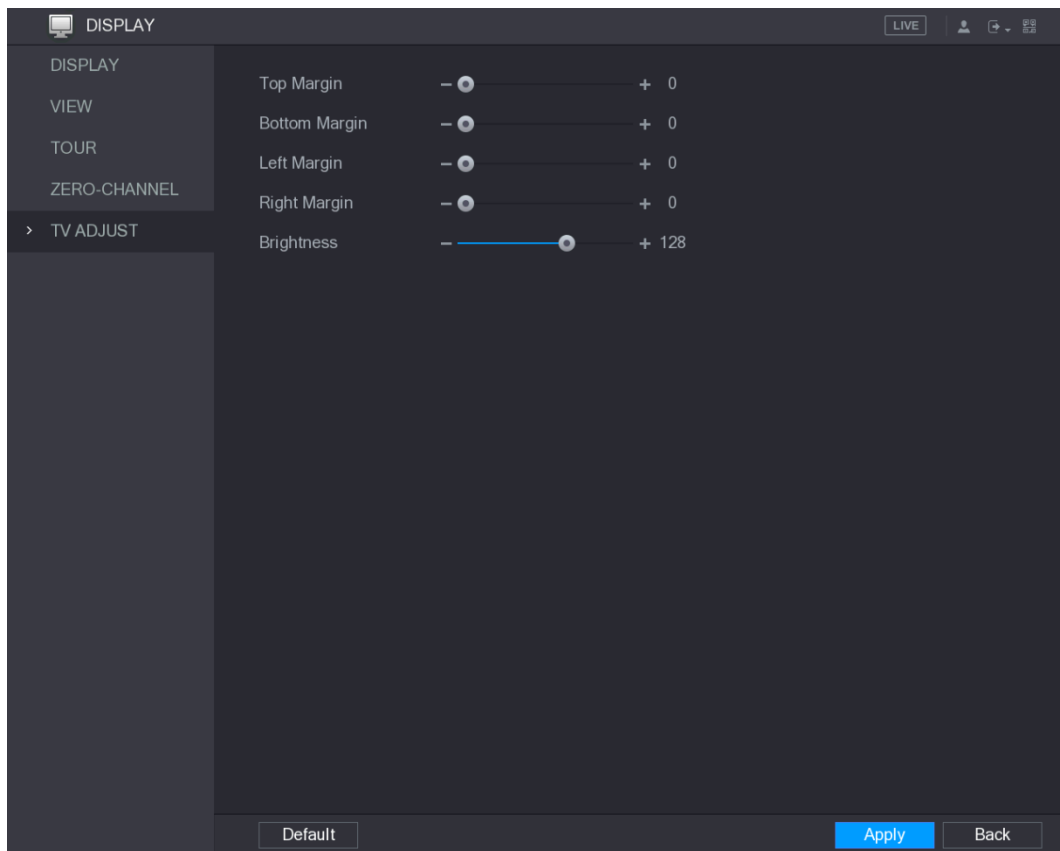 DISPLAY
LIVE
DISPLAY
VIEW
TOUR
ZERO-CHANNEL
> TV ADJUST
Top Margin - + 0
Bottom Margin - + 0
Left Margin - + 0
Right Margin - + 0
Brightness - + 128
Default
Apply
Back